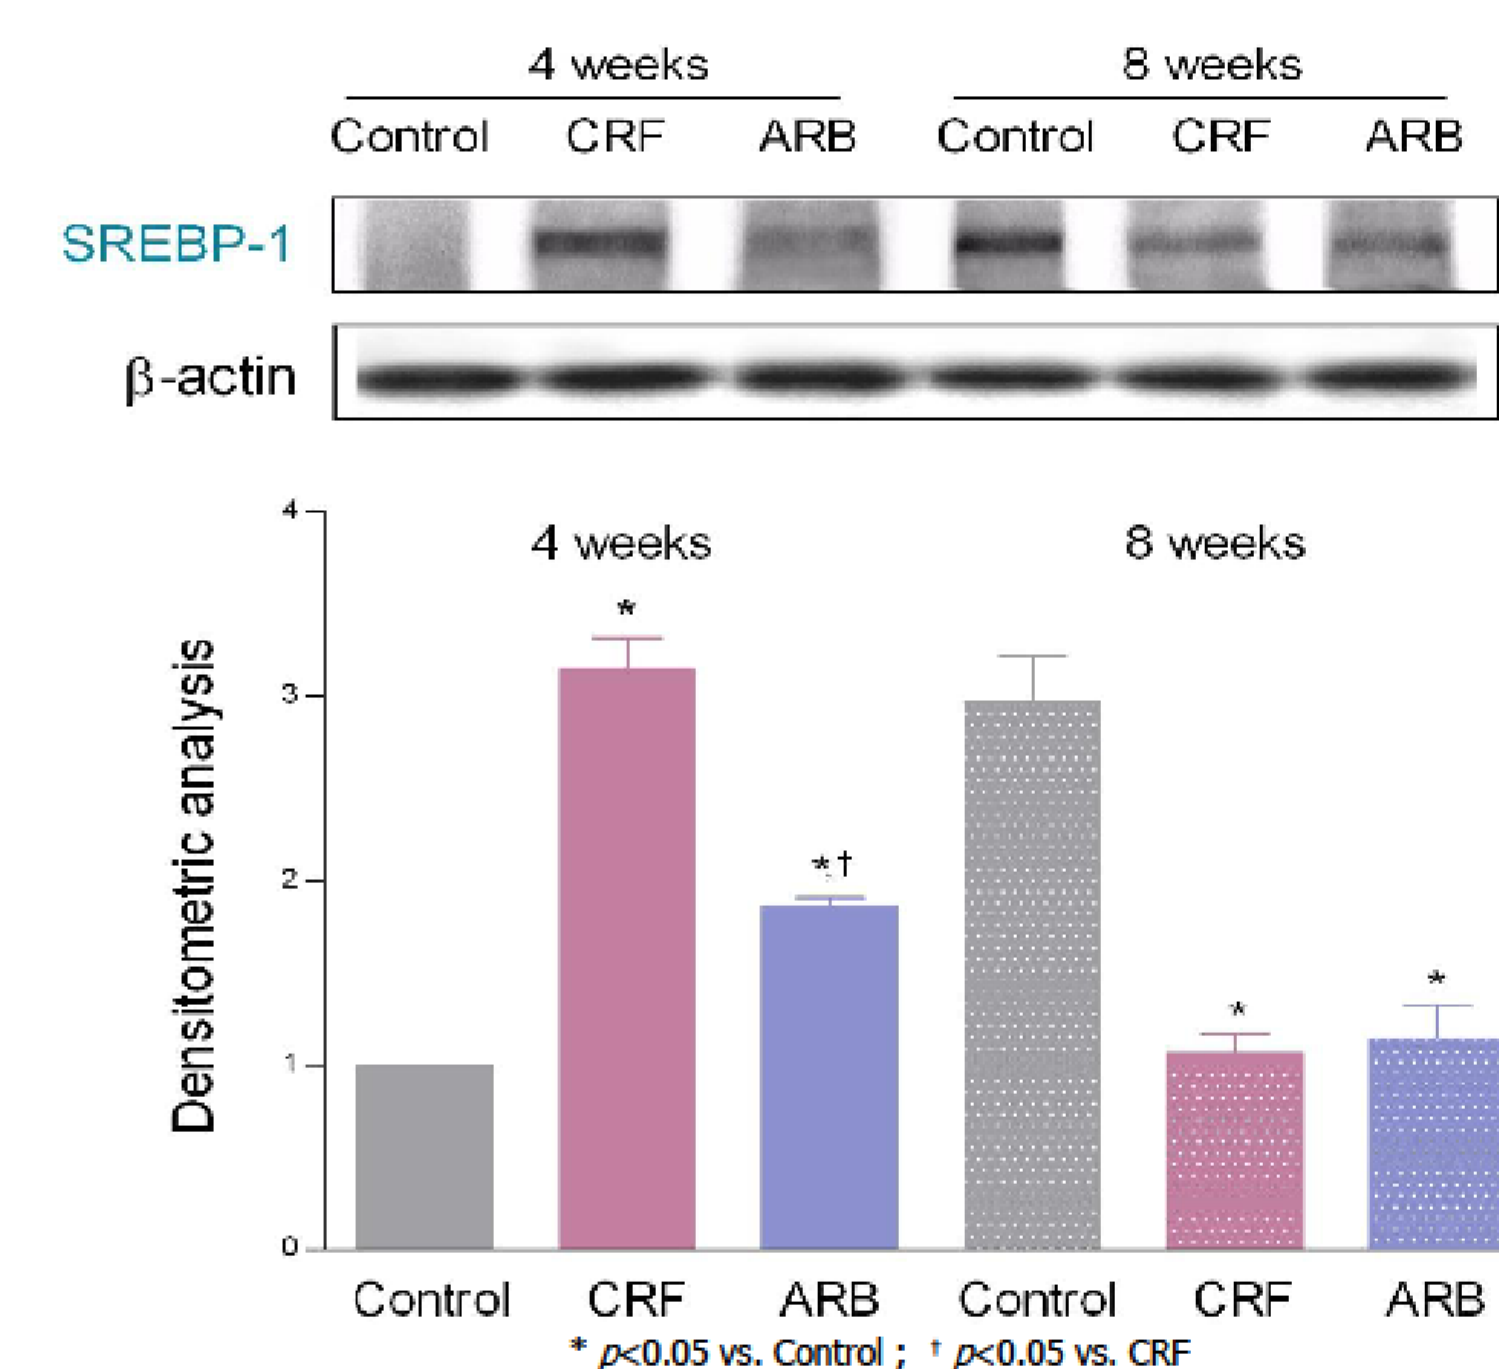 4 weeks 8 weeks
Control CRF ARB Control CRF ARB
SREBP-1
β-actin
4 weeks 8 weeks
Densitometric analysis
4
3
2
1
0
*
*†
*
*
Control CRF ARB Control CRF ARB
* p<0.05 vs. Control ; † p<0.05 vs. CRF